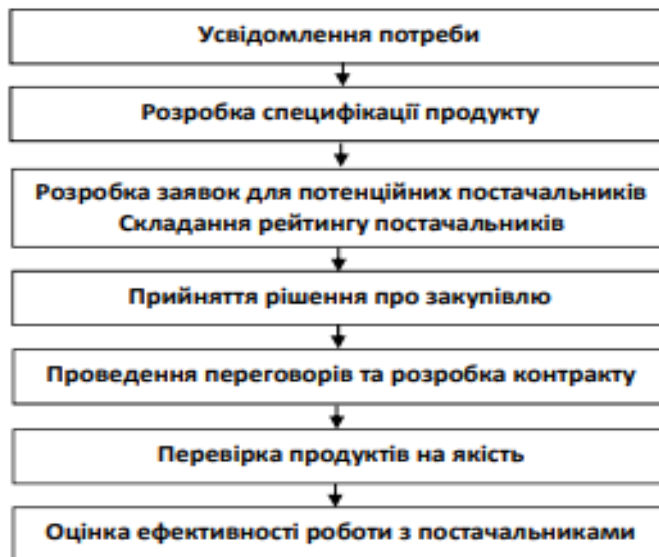 Усвідомлення потреби
Розробка специфікації продукту
Розробка заявок для потенційних постачальників
Складання рейтингу постачальників
Прийняття рішення про закупівлю
Проведення переговорів та розробка контракту
Перевірка продуктів на якість
Оцінка ефективності роботи з постачальниками